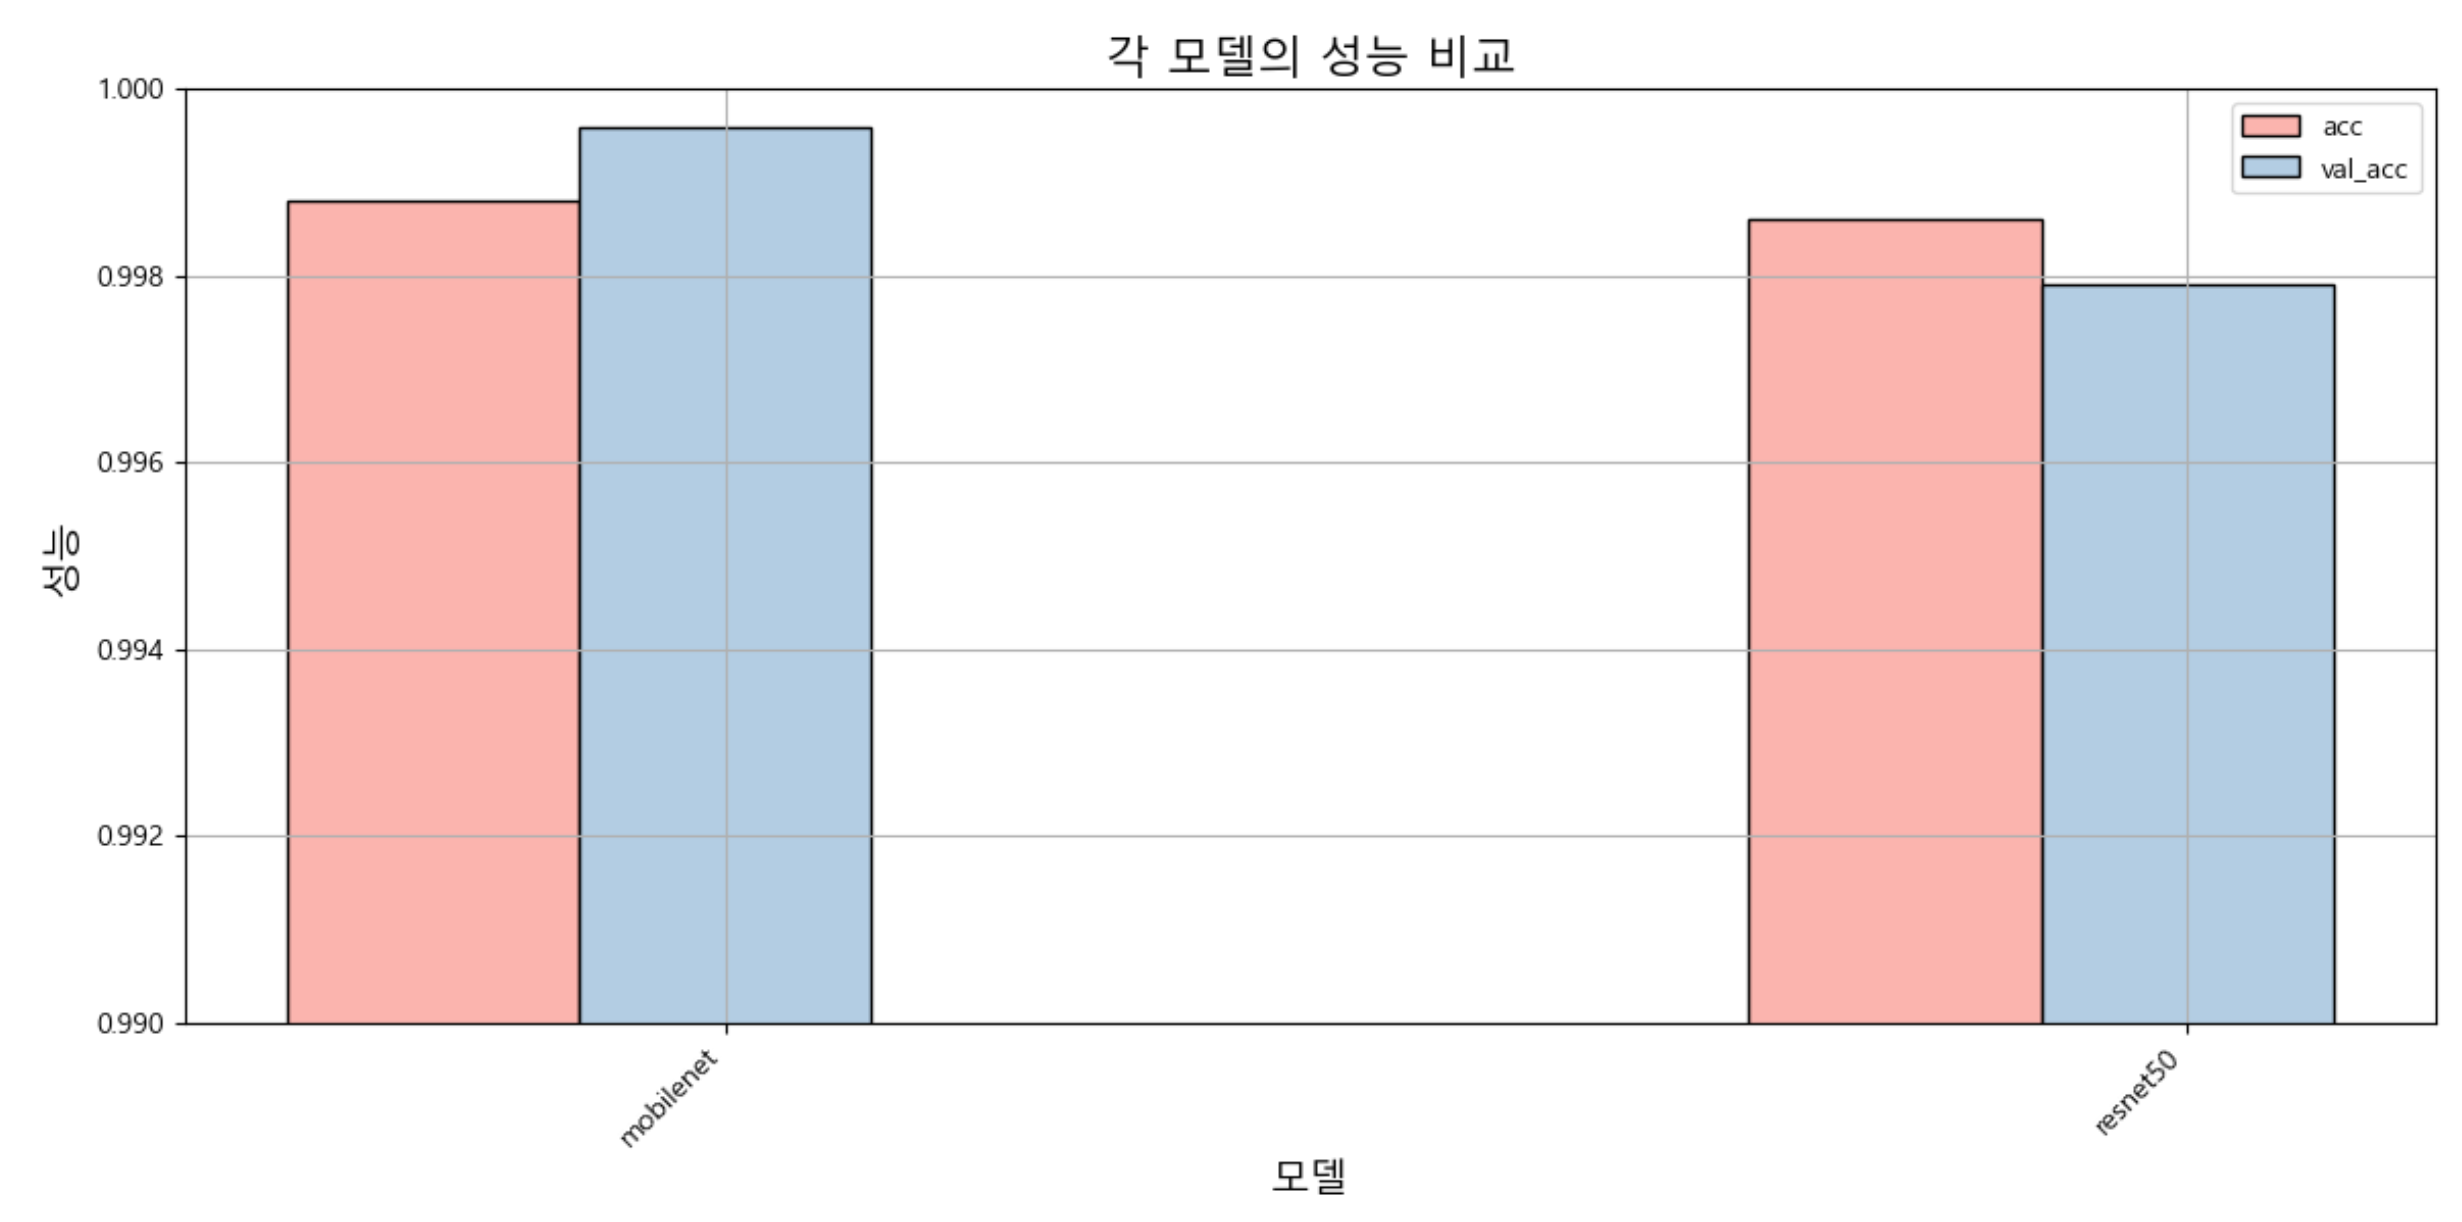 각 모델의 성능 비교
1.000
0.998
0.996
0.994
0.992
0.990
성능
acc
val_acc
mobilenet
resnet50
모델